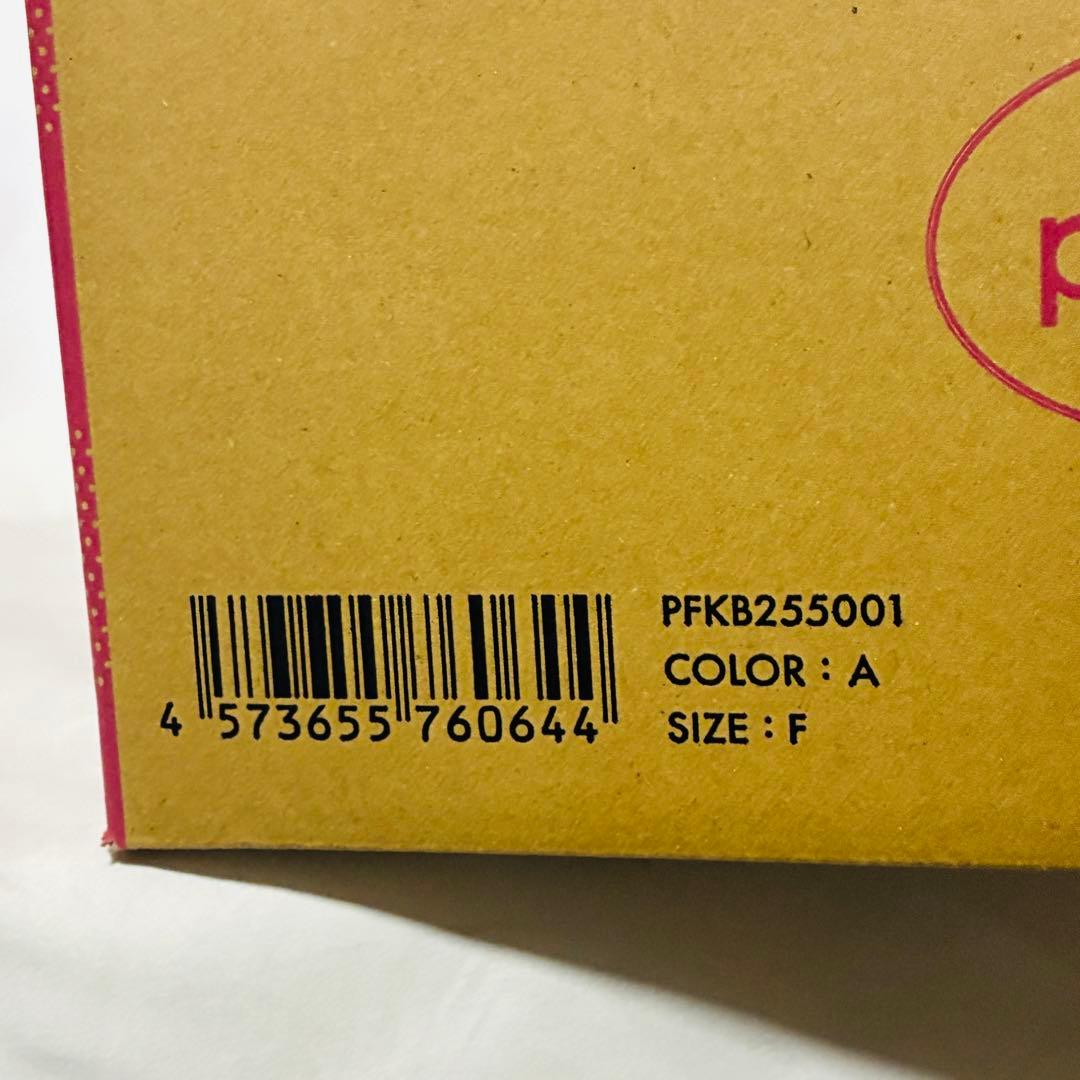 p
PFKB255001
COLOR : A
SIZE : F
4 573655 760644